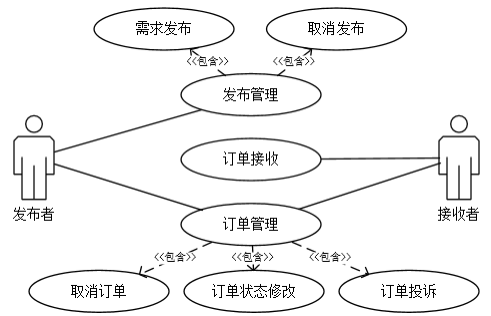 需求发布
取消发布
<<包含>>
<<包含>>
发布管理
订单接收
发布者
接收者
订单管理
<<包含>>
<<包含>>
<<包含>>
取消订单
订单状态修改
订单投诉